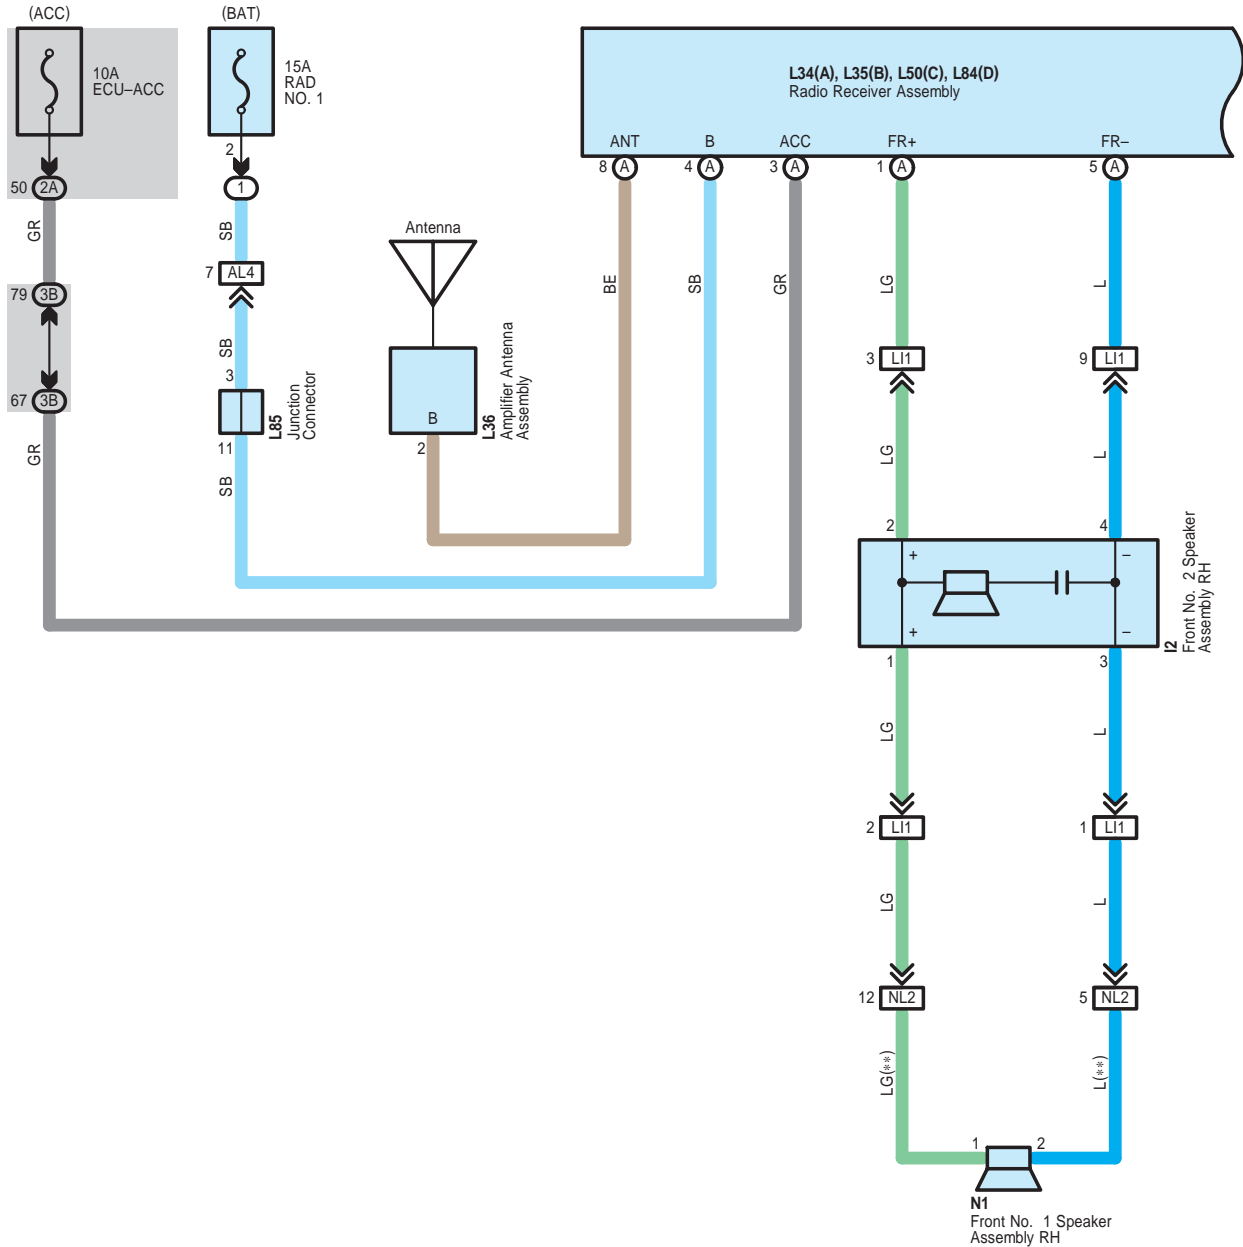 (ACC)
(BAT)
10A
ECU–ACC
15A
RAD
NO. 1
L34(A), L35(B), L50(C), L84(D)
Radio Receiver Assembly
ANT
B
ACC
FR+
FR–
2
8
A
4
A
3
A
1
A
5
A
50
2A
1
GR
SB
Antenna
7
AL4
79
3B
BE
SB
GR
LG
L
SB
3
3
LI1
9
LI1
67
3B
L85
Junction
Connector
B
L36
Amplifier Antenna
Assembly
11
2
GR
SB
LG
L
2
4
+
–
+
–
I2
Front No. 2 Speaker
Assembly RH
1
3
LG
L
2
LI1
1
LI1
LG
L
12
NL2
5
NL2
LG(**)
L(**)
1
2
N1
Front No. 1 Speaker
Assembly RH